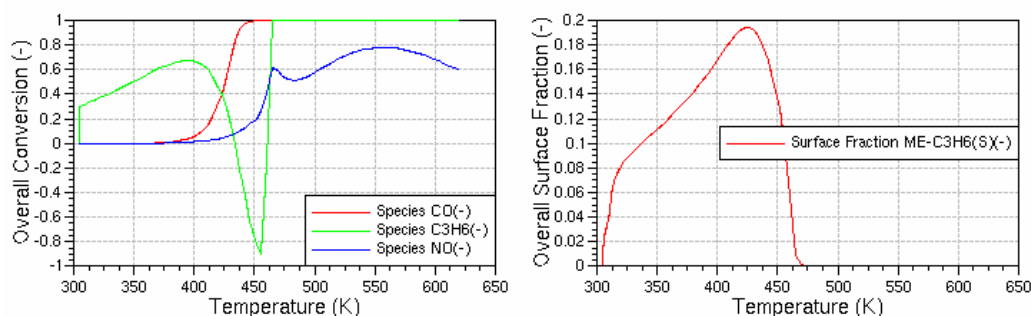 Overall Conversion (-)
1
0.8
0.6
0.4
0.2
0
-0.2
-0.4
-0.6
-0.8
-1
Species CO(-)
Species C3H6(-)
Species NO(-)
300 350 400 450 500 550 600 650
Temperature (K)
Overall Surface Fraction (-)
0.2
0.18
0.16
0.14
0.12
0.1
0.08
0.06
0.04
0.02
0
Surface Fraction ME-C3H6(S)(-)
300 350 400 450 500 550 600 650
Temperature (K)